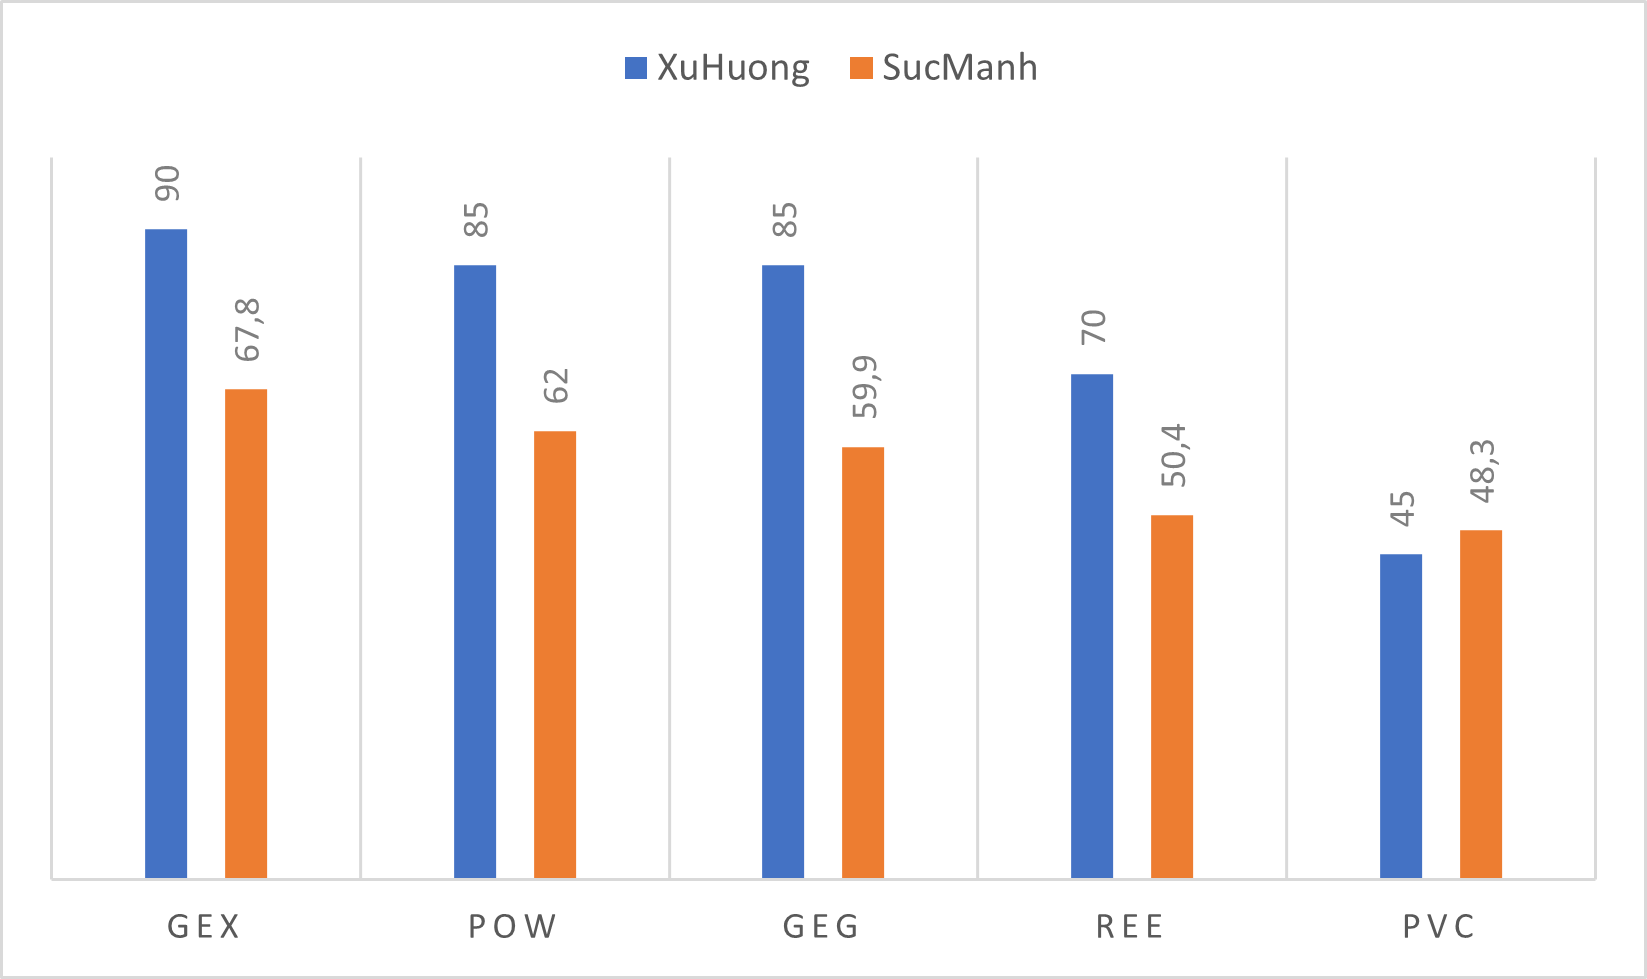 XuHuong SucManh
90 67,8 85 62 85 59,9 70 50,4 45 48,3
GEX POW GEG REE PVC